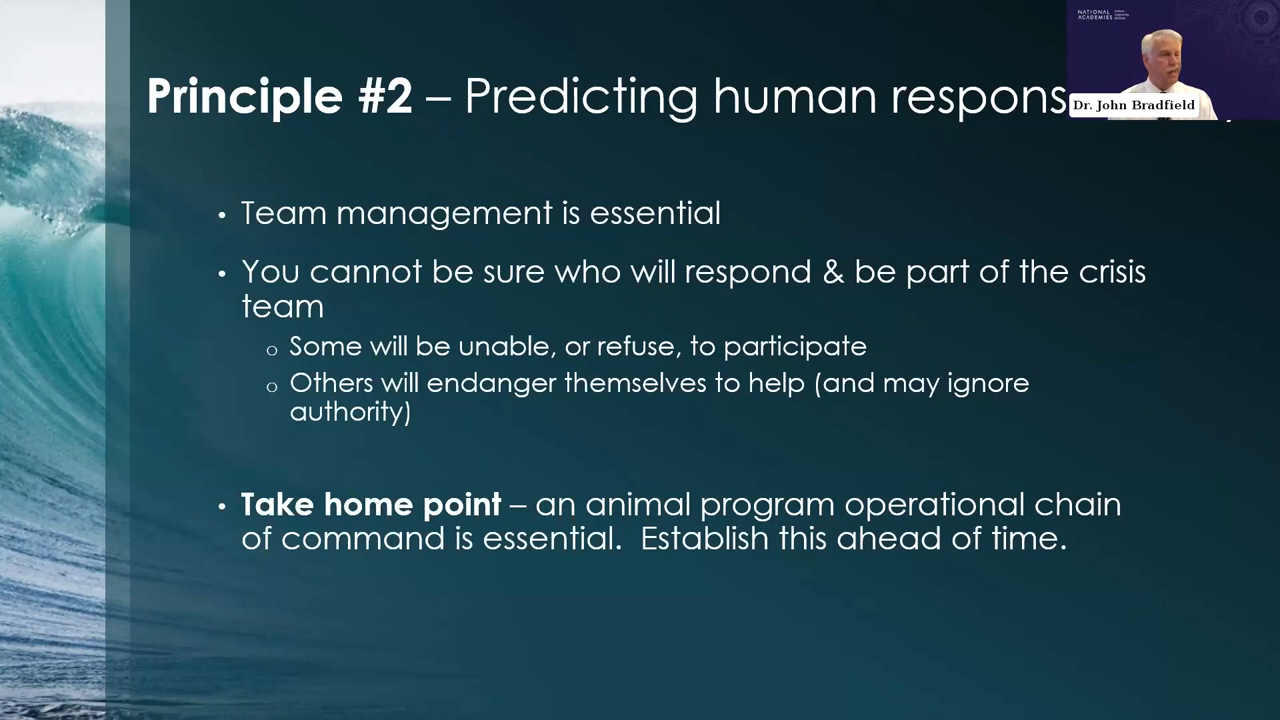 NATIONAL
ACADEMIES
Principle #2 – Predicting human respons
Dr. John Bradfield
• Team management is essential
• You cannot be sure who will respond & be part of the crisis
team
o Some will be unable, or refuse, to participate
o Others will endanger themselves to help (and may ignore
authority)
• Take home point – an animal program operational chain
of command is essential.  Establish this ahead of time.